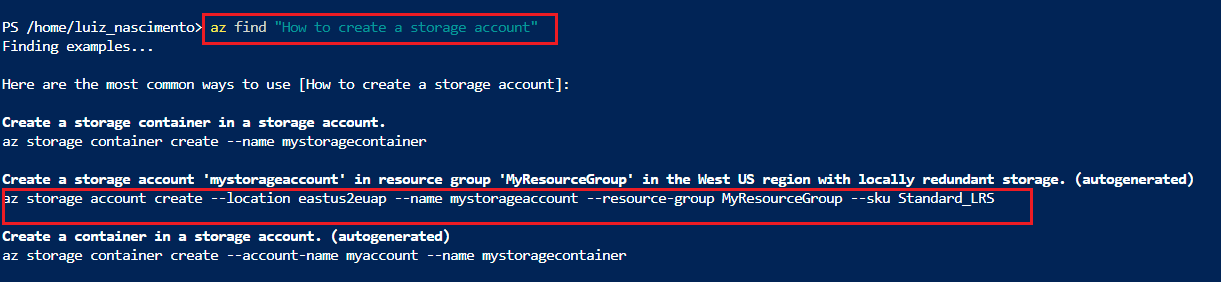 PS /home/luiz_nascimento> az find "How to create a storage account"
Finding examples...
Here are the most common ways to use [How to create a storage account]:
Create a storage container in a storage account.
az storage container create --name mystoragecontainer
Create a storage account 'mystorageaccount' in resource group 'MyResourceGroup' in the West US region with locally redundant storage. (autogenerated)
az storage account create --location eastus2euap --name mystorageaccount --resource-group MyResourceGroup --sku Standard_LRS
Create a container in a storage account. (autogenerated)
az storage container create --account-name myaccount --name mystoragecontainer